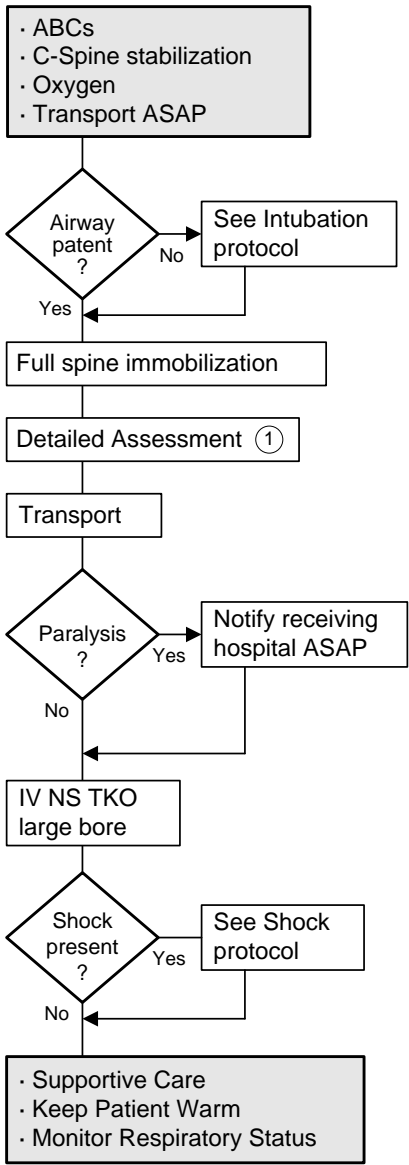 · ABCs
· C-Spine stabilization
· Oxygen
· Transport ASAP
Airway
patent
?
No
See Intubation
protocol
Yes
Full spine immobilization
Detailed Assessment ①
Transport
Paralysis
?
Yes
Notify receiving
hospital ASAP
No
IV NS TKO
large bore
Shock
present
?
Yes
See Shock
protocol
No
· Supportive Care
· Keep Patient Warm
· Monitor Respiratory Status